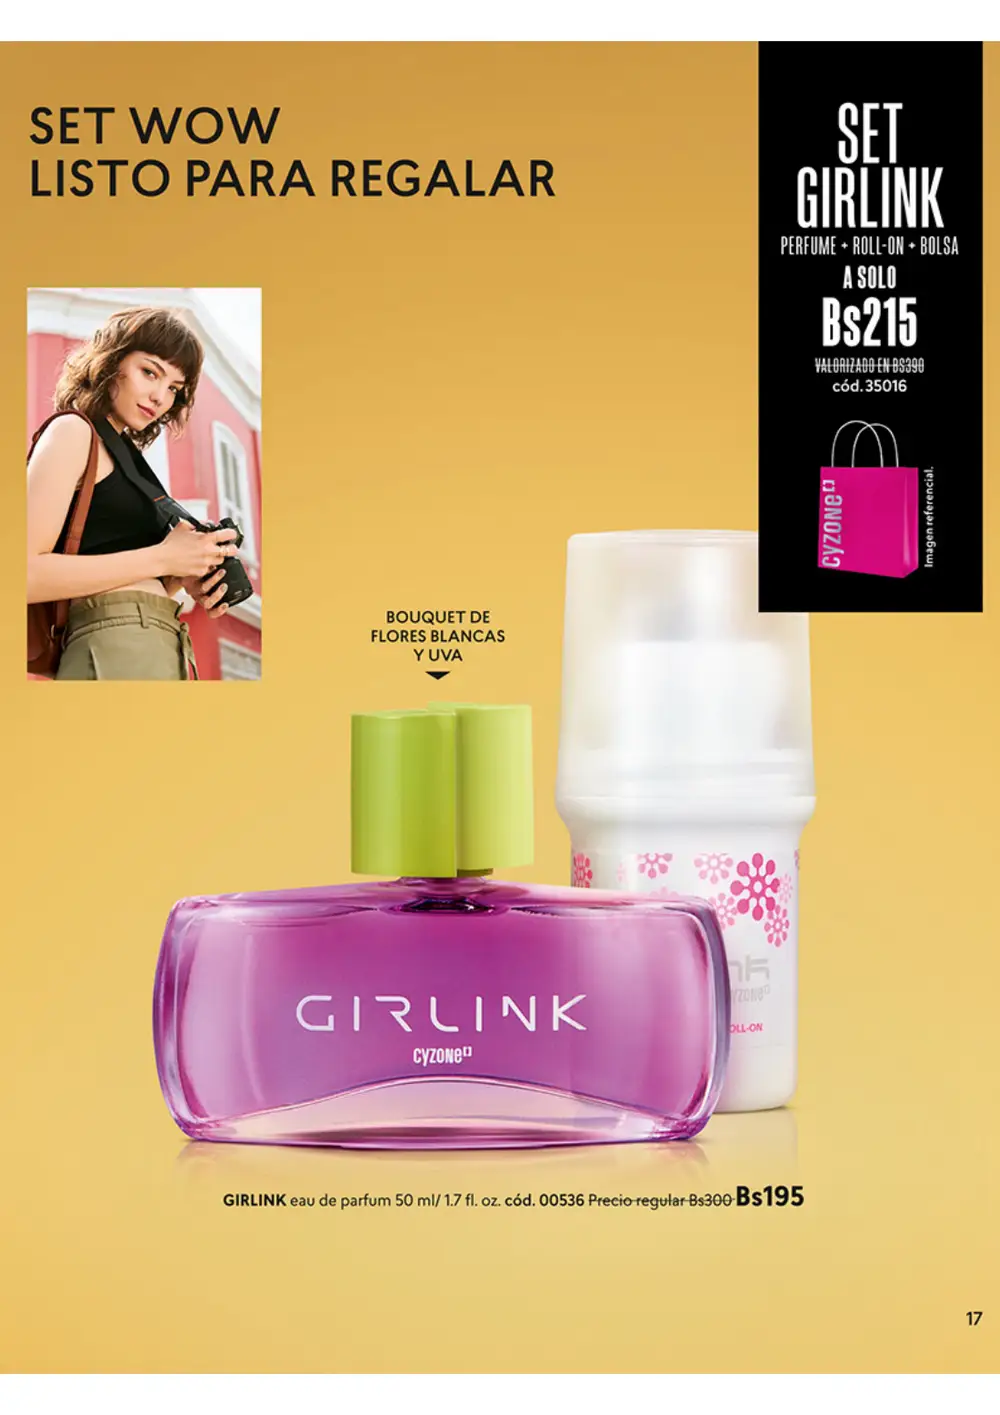 SET WOW
LISTO PARA REGALAR
SET
GIRLINK
PERFUME + ROLL-ON + BOLSA
A SOLO
Bs215
VALORIZADO EN BS390
cód.35016
cyzone
Imagen referencial.
BOUQUET DE
FLORES BLANCAS
Y UVA
GIRLINK
cyzone
nk
yzone
OLL-ON
GIRLINK eau de parfum 50 ml/ 1.7 fl. oz. cód. 00536 Precio regular Bs300 Bs195
17